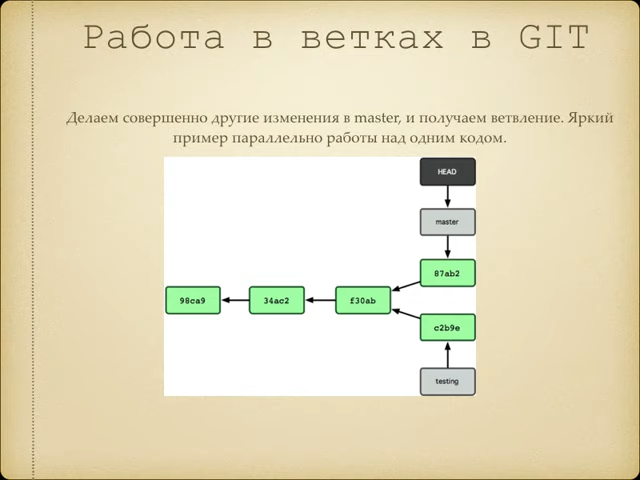 Работа в ветках в GIT
Делаем совершенно другие изменения в master, и получаем ветвление. Яркий
пример параллельно работы над одним кодом.
HEAD
master
87ab2
98ca9 34ac2 f30ab
c2b9e
testing